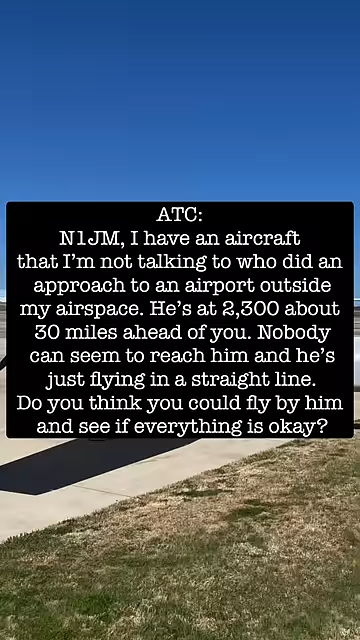 ATC:
N1JM, I have an aircraft
that I'm not talking to who did an
approach to an airport outside
my airspace. He's at 2,300 about
30 miles ahead of you. Nobody
can seem to reach him and he's
just flying in a straight line.
Do you think you could fly by him
and see if everything is okay?